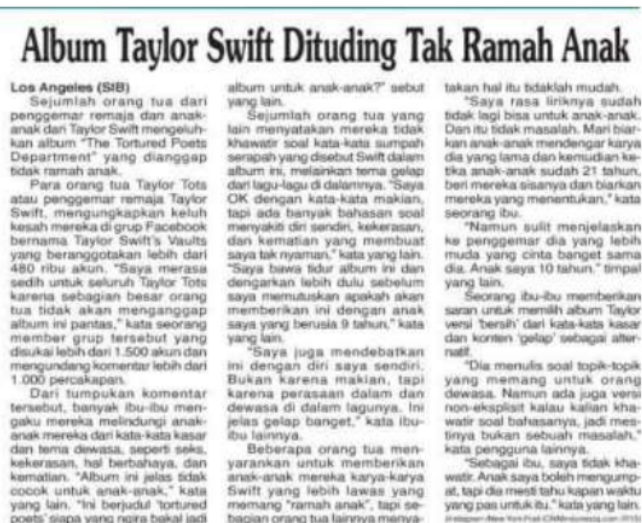 Album Taylor Swift Dituding Tak Ramah Anak
Los Angeles (SIB)
Sejumlah orang tua dari
penggemar remaja dan anak-
anak dari Taylor Swift mengeluh-
kan album "The Tortured Poets
Department" yang dianggap
tidak ramah anak.
Para orang tua Taylor Tots
atau penggemar remaja Taylor
Swift, mengungkapkan keluh
kesah mereka di grup Facebook
bernama Taylor Swift's Vaults
yang beranggotakan lebih dari
480 ribu akun. "Saya merasa
sedih untuk seluruh Taylor Tots
karena sebagian besar orang
tua tidak akan menganggap
album ini pantas," kata seorang
member grup tersebut yang
disukai lebih dari 1.500 akun dan
mengundang komentar lebih dari
1.000 percakapan.
Dari tumpukan komentar
tersebut, banyak ibu-ibu men-
gaku mereka melindungi anak-
anak mereka dari kata-kata kasar
dan tema dewasa, seperti seks,
kekerasan, hal berbahaya, dan
kematian. "Album ini jelas tidak
cocok untuk anak-anak," kata
yang lain. "Ini berjudul 'tortured
poets' siapa yang ngira bakal jadi
album untuk anak-anak?" sebut
yang lain.
Sejumlah orang tua yang
lain menyatakan mereka tidak
khawatir soal kata-kata sumpah
serapah yang disebut Swift dalam
album ini, melainkan tema gelap
dari lagu-lagu di dalamnya. "Saya
OK dengan kata-kata makian,
tapi ada banyak bahasan soal
menyakiti diri sendiri, kekerasan,
dan kematian yang membuat
saya tak nyaman," kata yang lain.
"Saya bawa tidur album ini dan
dengarkan lebih dulu sebelum
saya memutuskan apakah akan
memberikan ini dengan anak
saya yang berusia 9 tahun," kata
yang lain.
"Saya juga mendebatkan
ini dengan diri saya sendiri.
Bukan karena makian, tapi
karena perasaan dalam dan
dewasa di dalam lagunya. Ini
jelas gelap banget," kata ibu-
ibu lainnya.
Beberapa orang tua men-
yarankan untuk memberikan
anak-anak mereka karya-karya
Swift yang lebih lawas yang
memang "ramah anak", tapi se-
bagian orang tua lainnya menya-
takan hal itu tidaklah mudah.
"Saya rasa liriknya sudah
tidak lagi bisa untuk anak-anak.
Dan itu tidak masalah. Mari biar-
kan anak-anak mendengar karya
dia yang lama dan kemudian ke-
tika anak-anak sudah 21 tahun,
beri mereka sisanya dan biarkan
mereka yang menentukan," kata
seorang ibu.
"Namun sulit menjelaskan
ke penggemar dia yang lebih
muda yang cinta banget sama
dia. Anak saya 10 tahun." timpal
yang lain.
Seorang ibu-ibu memberikan
saran untuk memilih album Taylor
versi 'bersih' dari kata-kata kasar
dan konten 'gelap' sebagai alter-
natif.
"Dia menulis soal topik-topik
yang memang untuk orang
dewasa. Namun ada juga versi
non-eksplisit kalau kalian kha-
watir soal bahasanya, jadi mes-
tinya bukan sebuah masalah,"
kata pengguna lainnya.
"Sebagai ibu, saya tidak kha-
watir. Anak saya boleh mengump-
at, tapi dia mesti tahu kapan waktu
yang pas untuk itu," kata yang lain